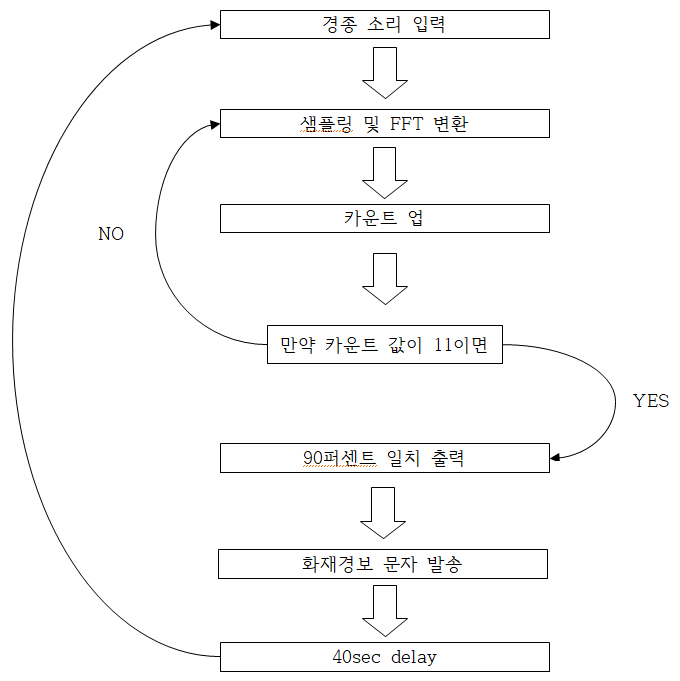 경종 소리 입력
샘플링 및 FFT 변환
카운트 업
NO
만약 카운트 값이 11이면
YES
90퍼센트 일치 출력
화재경보 문자 발송
40sec delay